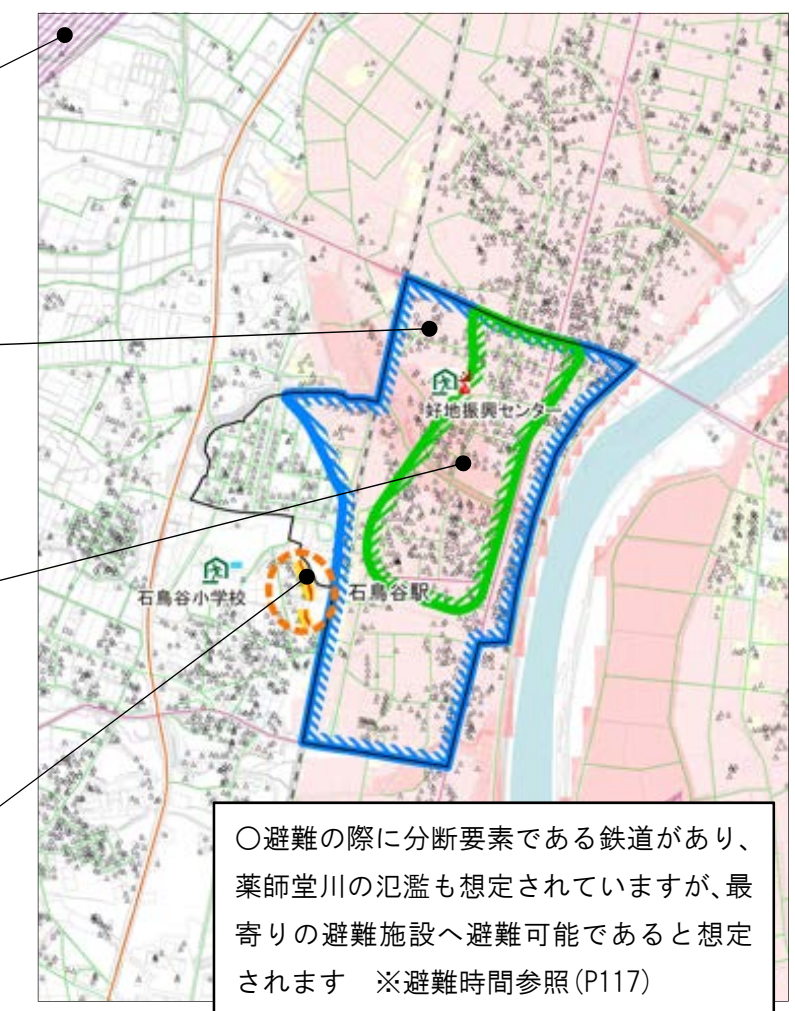 好地振興センター
石鳥谷小学校
石鳥谷駅
○避難の際に分断要素である鉄道があり、
薬師堂川の氾濫も想定されていますが、最
寄りの避難施設へ避難可能であると想定
されます　※避難時間参照(P117)